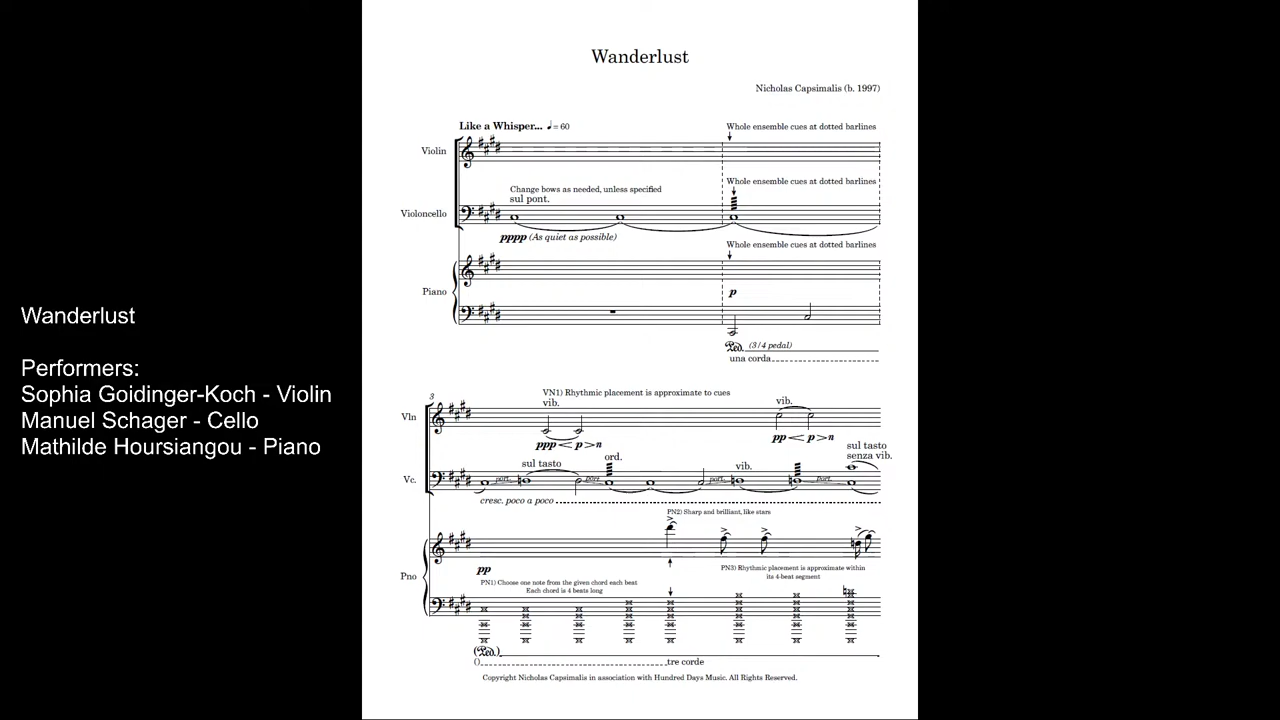 Wanderlust
Performers:
Sophia Goidinger-Koch - Violin
Manuel Schager - Cello
Mathilde Hoursiangou - Piano
Wanderlust
Nicholas Capsimalis (b. 1997)
Like a Whisper... ♩ = 60
Whole ensemble cues at dotted barlines
Violin
Whole ensemble cues at dotted barlines
Change bows as needed, unless specified
sul pont.
Violoncello
pppp (As quiet as possible)
Whole ensemble cues at dotted barlines
Piano
p
Ped. (3/4 pedal)
una corda
3
VN1) Rhythmic placement is approximate to cues
vib. vib.
Vln
ppp < p > n pp < p > n
sul tasto
senza vib.
sul tasto ord. vib.
Vc. port. port. port. port.
cresc. poco a poco
PN2) Sharp and brilliant, like stars
pp
PN3) Rhythmic placement is approximate within
its 4-beat segment
Pno
PN1) Choose one note from the given chord each beat
Each chord is 4 beats long
(Ped.)
() tre corde
Copyright Nicholas Capsimalis in association with Hundred Days Music. All Rights Reserved.